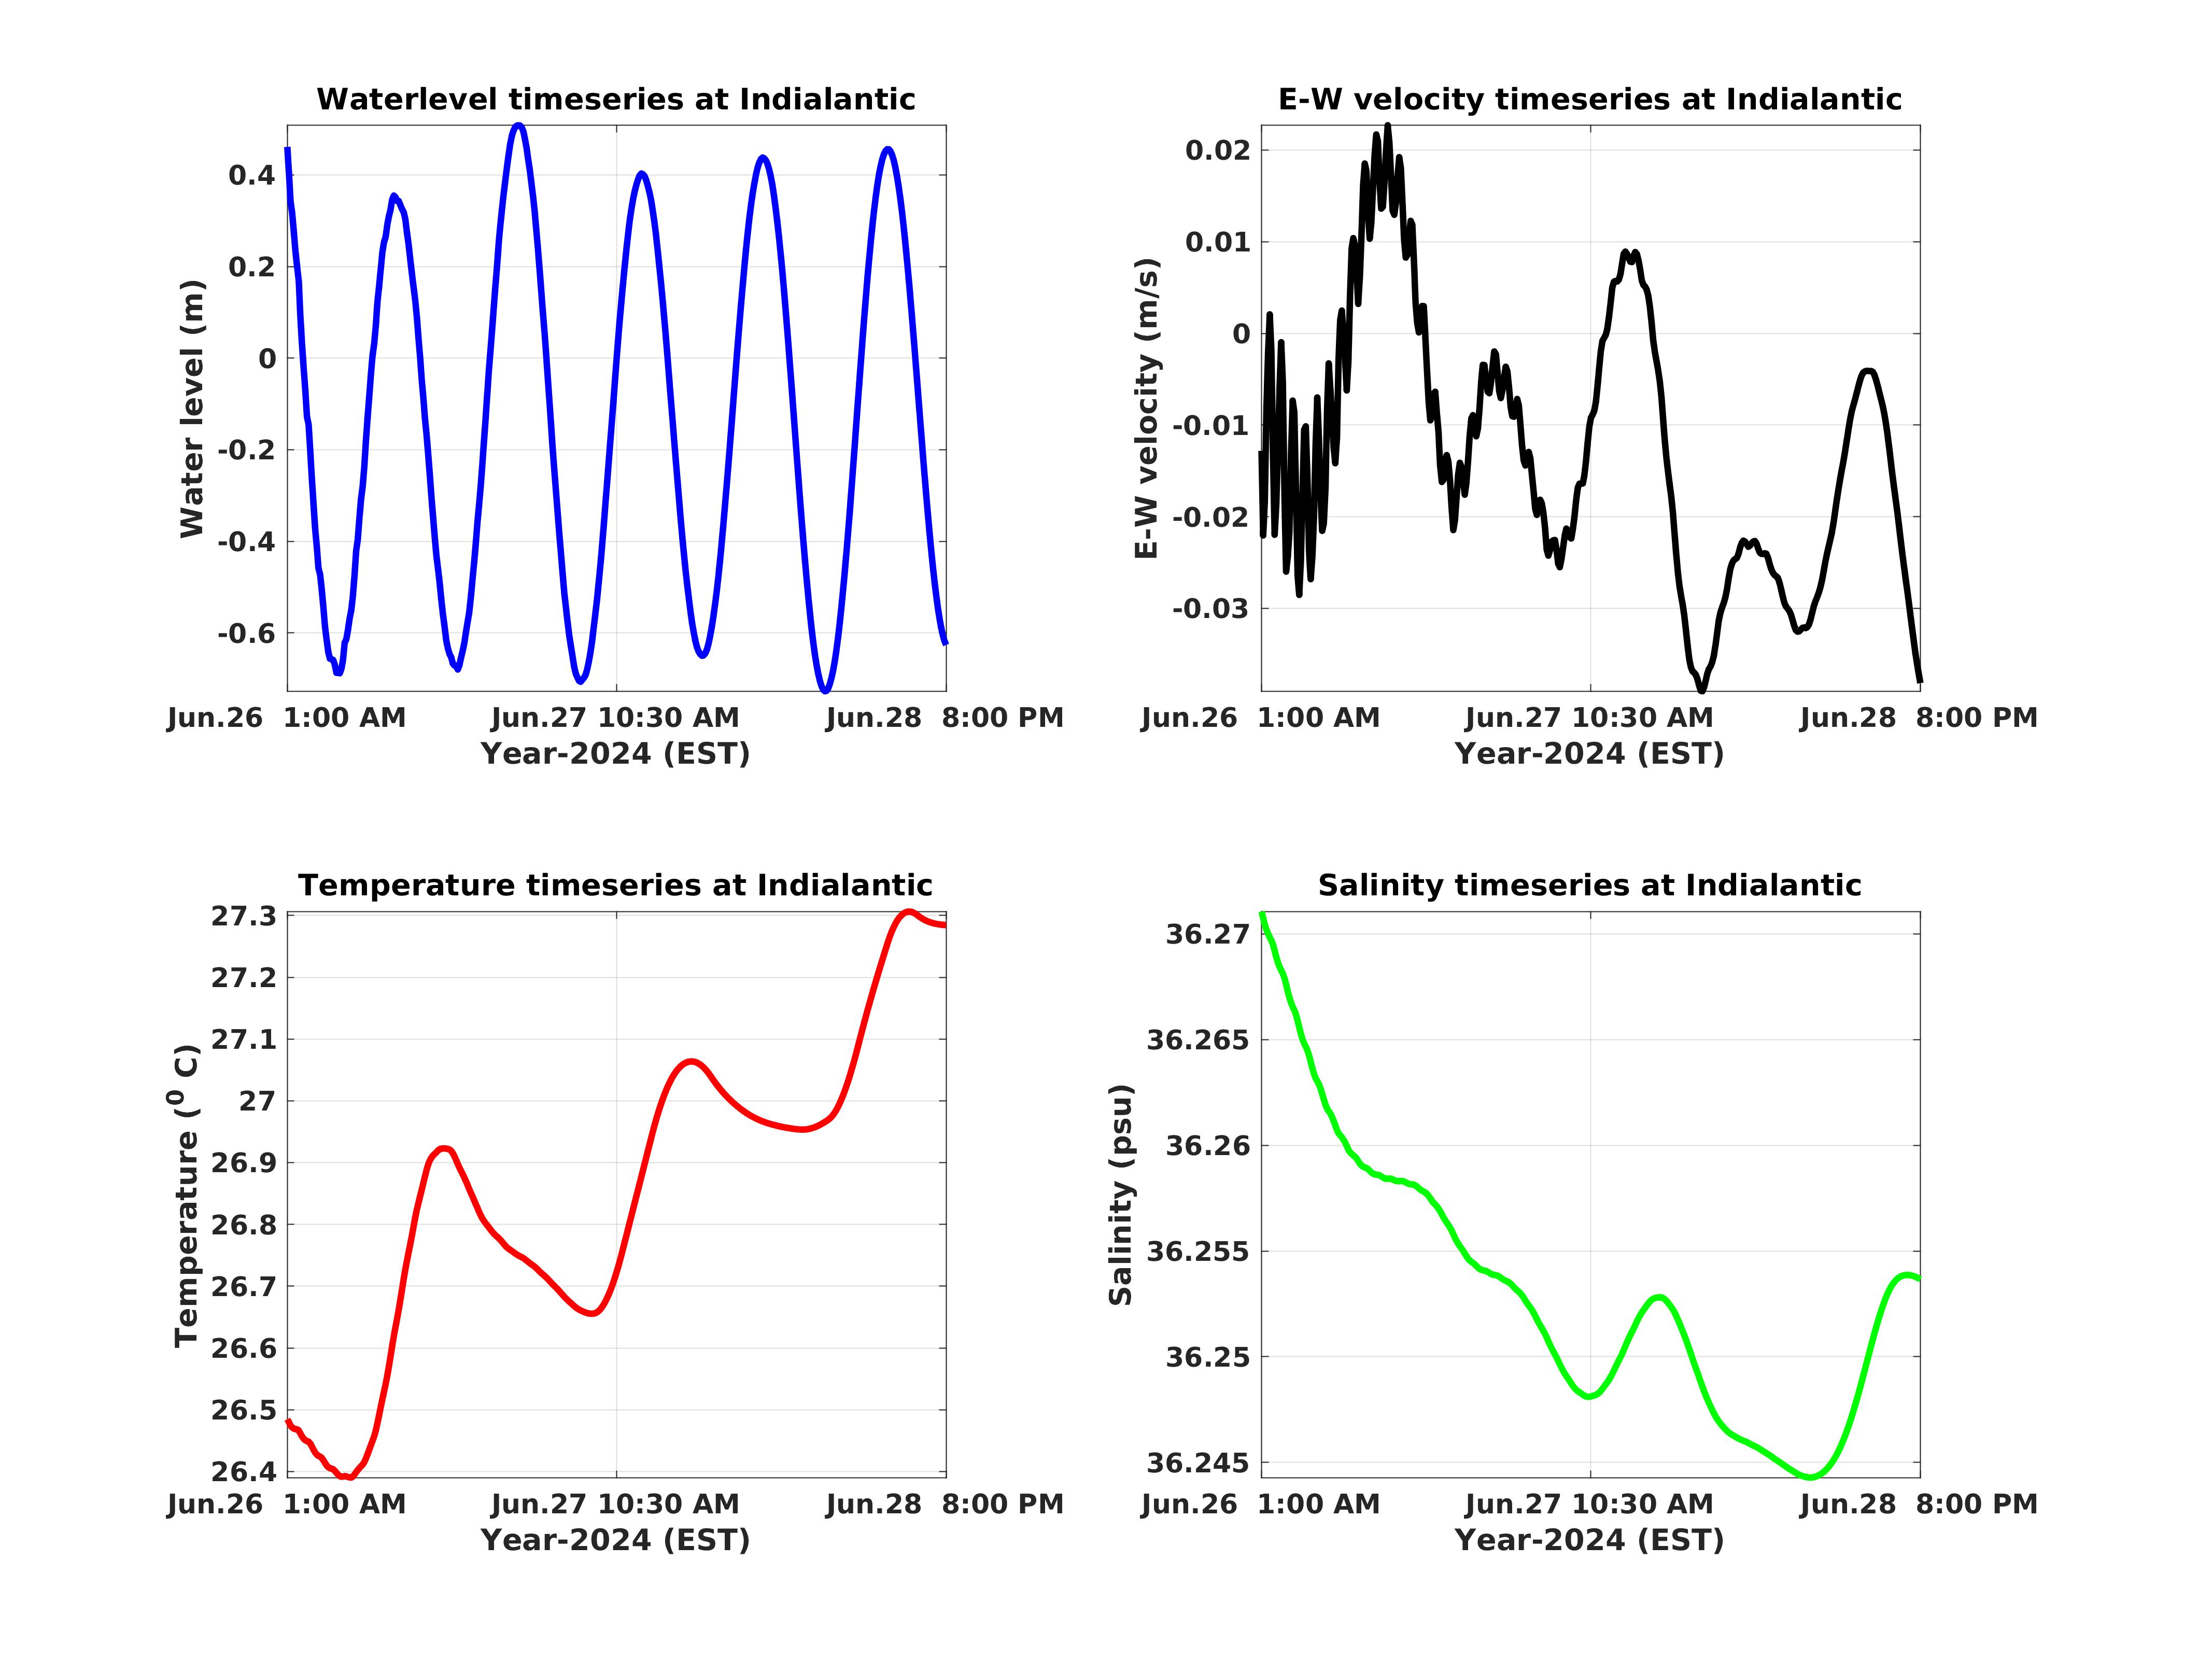 Waterlevel timeseries at Indialantic
0.4
0.2
0
-0.2
-0.4
-0.6
Water level (m)
Jun.26 1:00 AM Jun.27 10:30 AM Jun.28 8:00 PM
Year-2024 (EST)
E-W velocity timeseries at Indialantic
0.02
0.01
0
-0.01
-0.02
-0.03
E-W velocity (m/s)
Jun.26 1:00 AM Jun.27 10:30 AM Jun.28 8:00 PM
Year-2024 (EST)
Temperature timeseries at Indialantic
27.3
27.2
27.1
27
26.9
26.8
26.7
26.6
26.5
26.4
Temperature (⁰ C)
Jun.26 1:00 AM Jun.27 10:30 AM Jun.28 8:00 PM
Year-2024 (EST)
Salinity timeseries at Indialantic
36.27
36.265
36.26
36.255
36.25
36.245
Salinity (psu)
Jun.26 1:00 AM Jun.27 10:30 AM Jun.28 8:00 PM
Year-2024 (EST)